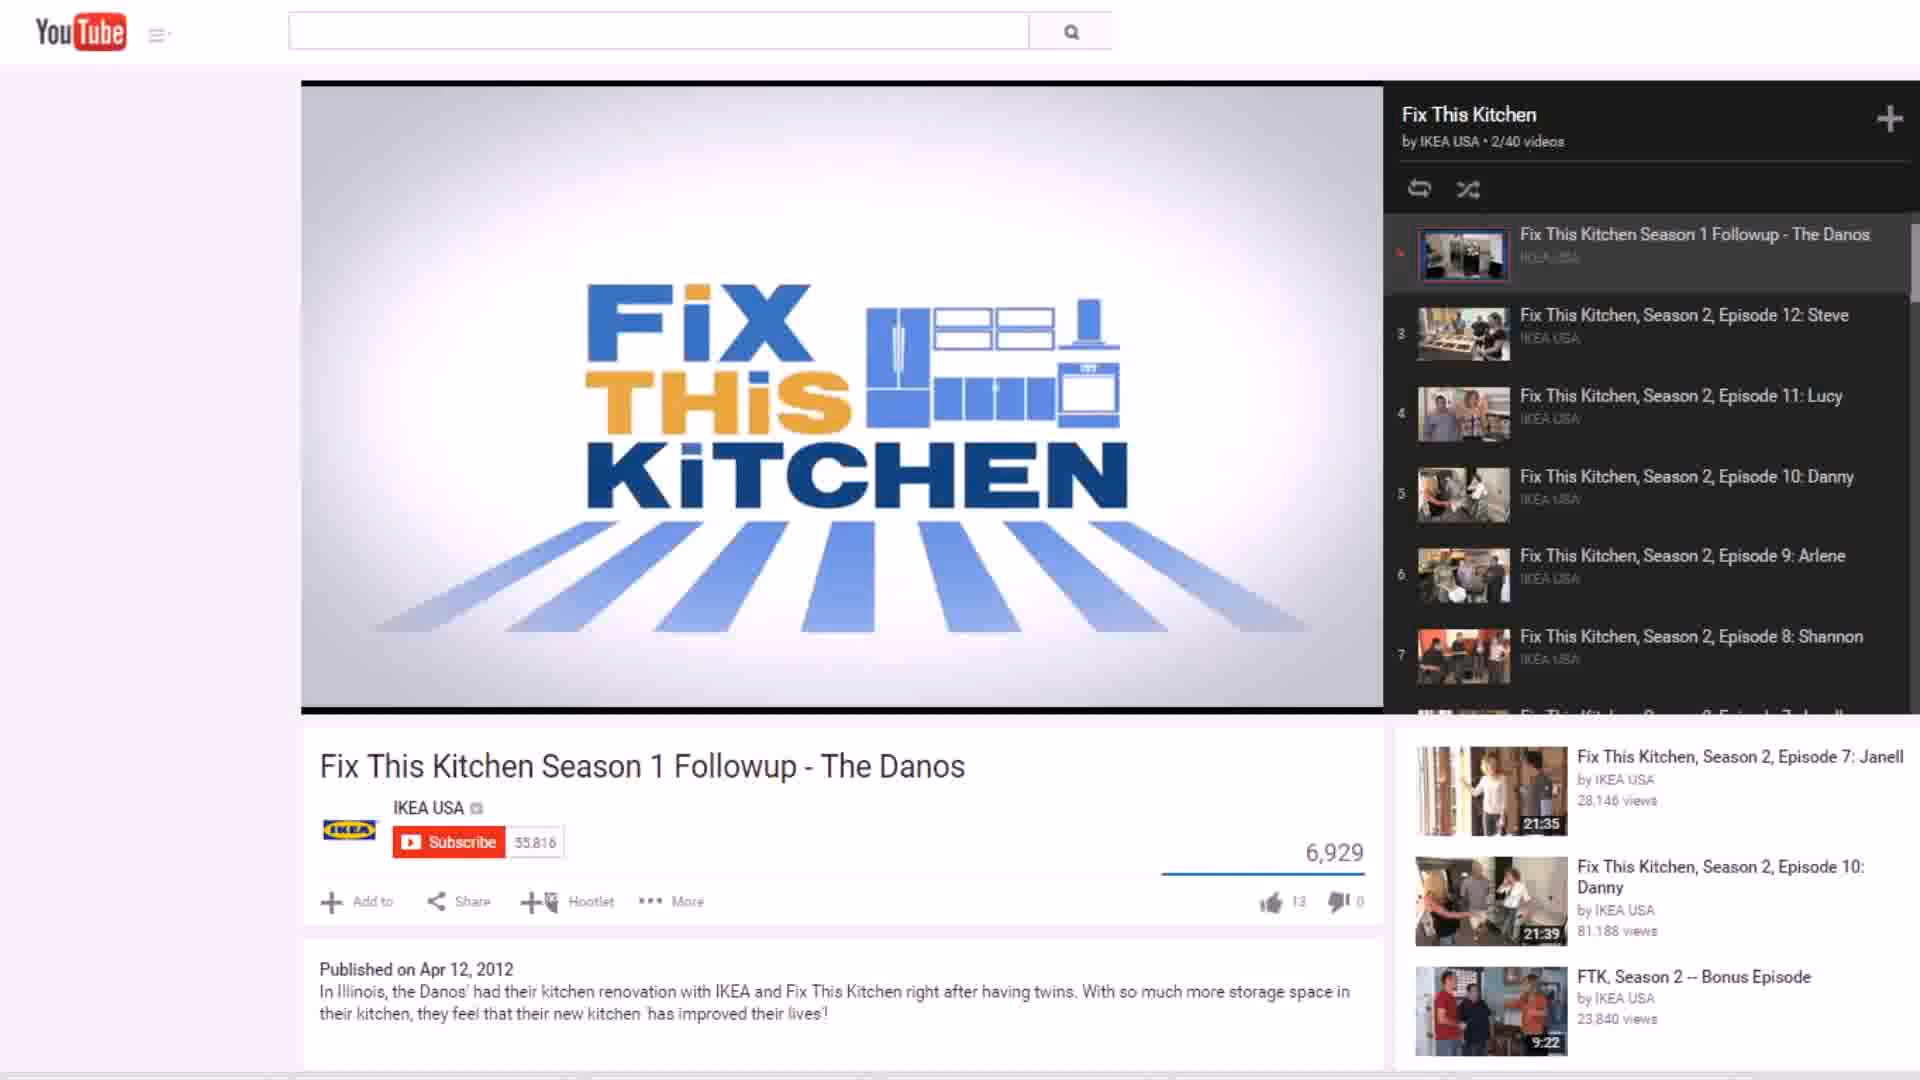 YouTube
FiX
THiS
KiTCHEN
Fix This Kitchen
by IKEA USA • 2/40 videos
Fix This Kitchen Season 1 Followup - The Danos
IKEA USA
3
Fix This Kitchen, Season 2, Episode 12: Steve
IKEA USA
4
Fix This Kitchen, Season 2, Episode 11: Lucy
IKEA USA
5
Fix This Kitchen, Season 2, Episode 10: Danny
IKEA USA
6
Fix This Kitchen, Season 2, Episode 9: Arlene
IKEA USA
7
Fix This Kitchen, Season 2, Episode 8: Shannon
IKEA USA
Fix This Kitchen Season 1 Followup - The Danos
IKEA
IKEA USA
Subscribe 55,816
6,929
Add to Share Hootlet More
13 0
Published on Apr 12, 2012
In Illinois, the Danos' had their kitchen renovation with IKEA and Fix This Kitchen right after having twins. With so much more storage space in
their kitchen, they feel that their new kitchen 'has improved their lives'!
Fix This Kitchen, Season 2, Episode 7: Janell
by IKEA USA
28,146 views
21:35
Fix This Kitchen, Season 2, Episode 10:
Danny
by IKEA USA
81,188 views
21:39
FTK, Season 2 -- Bonus Episode
by IKEA USA
23,840 views
9:22